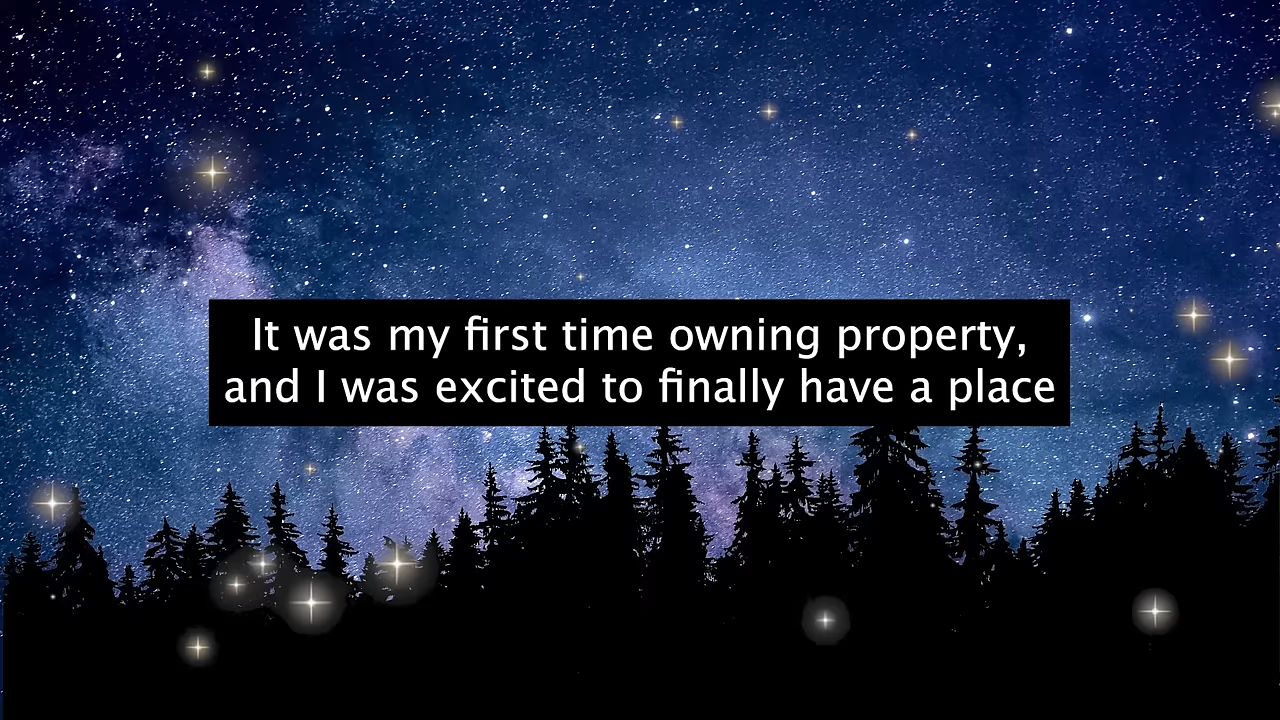 It was my first time owning property,
and I was excited to finally have a place